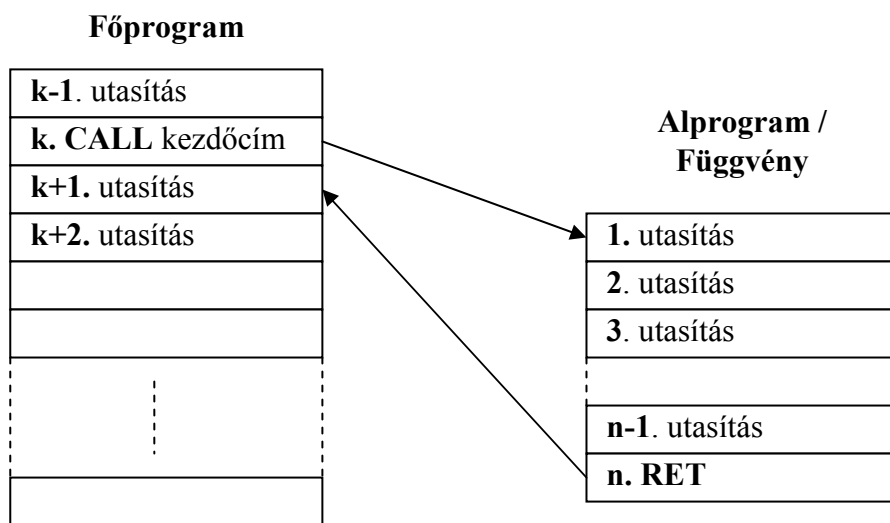 Főprogram
k-1. utasítás
k. CALL kezdőcím
k+1. utasítás
k+2. utasítás
Alprogram /
Függvény
1. utasítás
2. utasítás
3. utasítás
n-1. utasítás
n. RET